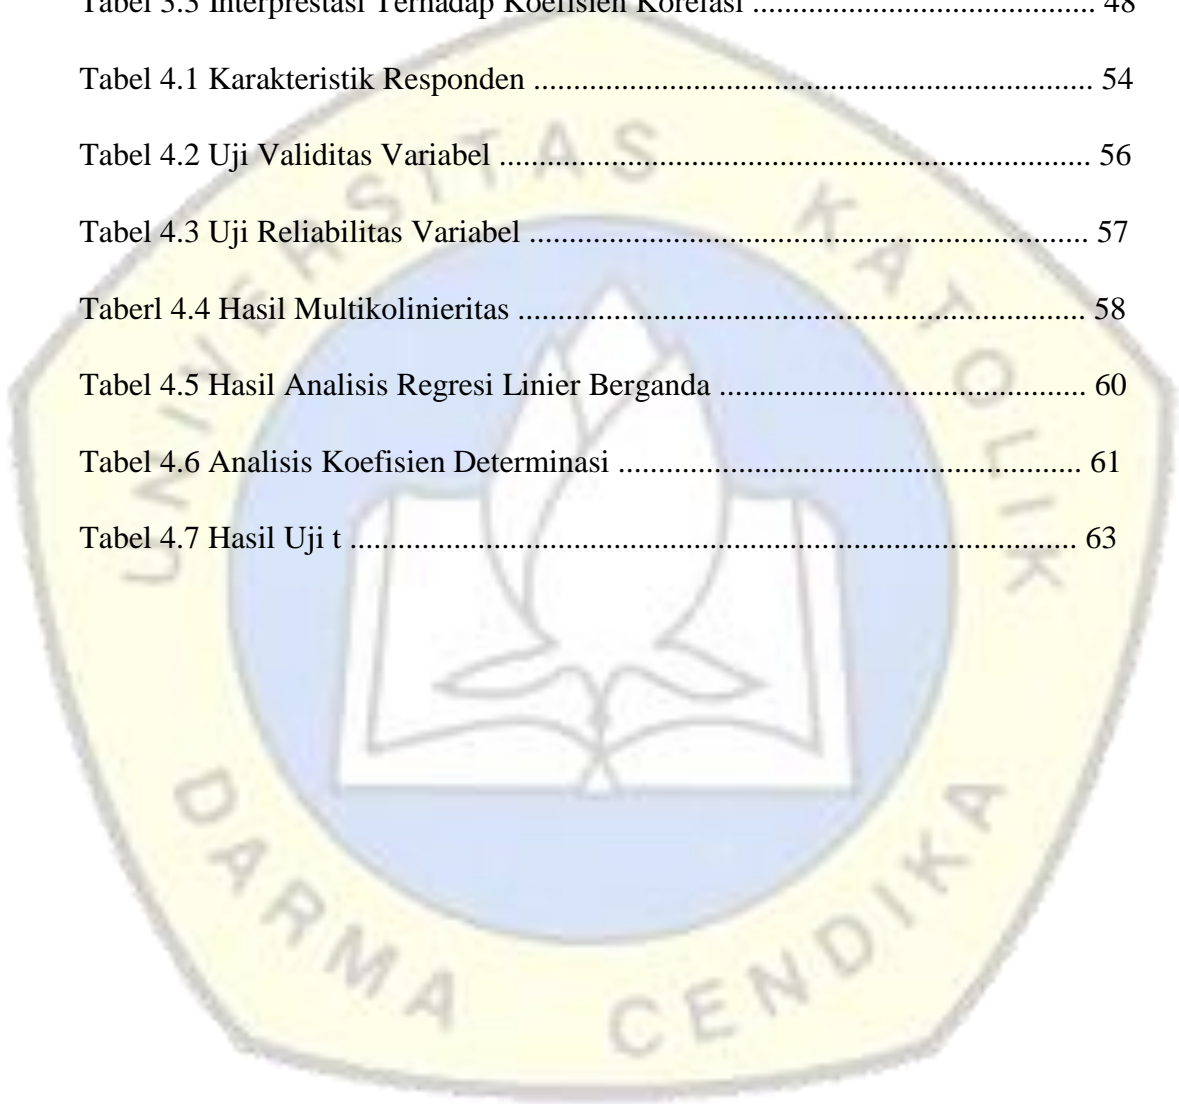 Tabel 3.3 Interprestasi Terhadap Koefisien Korelasi ........................................... 48
Tabel 4.1 Karakteristik Responden ...................................................................... 54
Tabel 4.2 Uji Validitas Variabel .......................................................................... 56
Tabel 4.3 Uji Reliabilitas Variabel ...................................................................... 57
Taberl 4.4 Hasil Multikolinieritas ....................................................................... 58
Tabel 4.5 Hasil Analisis Regresi Linier Berganda .............................................. 60
Tabel 4.6 Analisis Koefisien Determinasi .......................................................... 61
Tabel 4.7 Hasil Uji t ........................................................................................... 63
UNIVERSITAS KATOLIK
DARMA CENDIKA